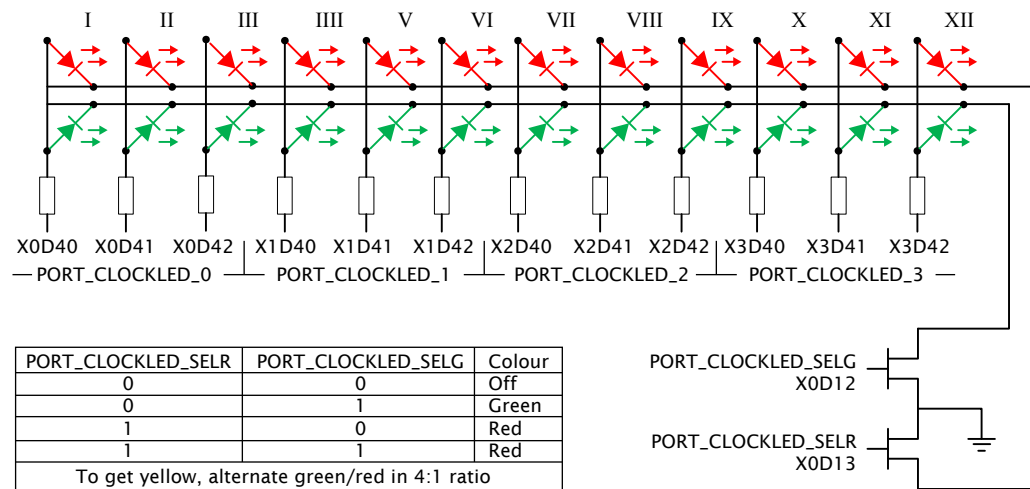 I II III IIII V VI VII VIII IX X XI XII
X0D40 X0D41 X0D42 X1D40 X1D41 X1D42 X2D40 X2D41 X2D42 X3D40 X3D41 X3D42
PORT_CLOCKLED_0 PORT_CLOCKLED_1 PORT_CLOCKLED_2 PORT_CLOCKLED_3
PORT_CLOCKLED_SELR PORT_CLOCKLED_SELG Colour
0 0 Off
0 1 Green
1 0 Red
1 1 Red
To get yellow, alternate green/red in 4:1 ratio
PORT_CLOCKLED_SELG
X0D12
PORT_CLOCKLED_SELR
X0D13